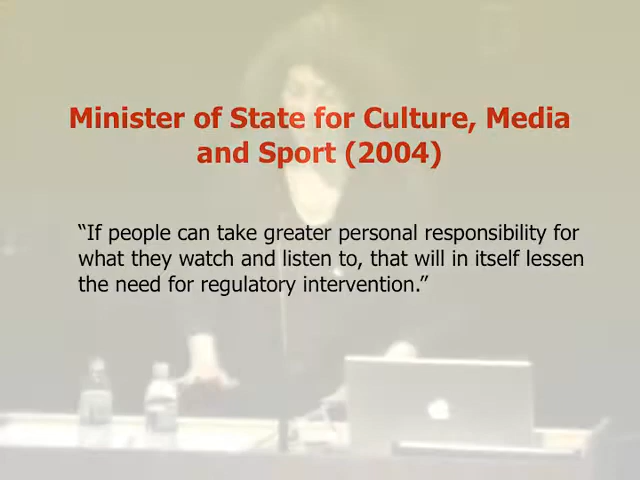 Minister of State for Culture, Media
and Sport (2004)
“If people can take greater personal responsibility for
what they watch and listen to, that will in itself lessen
the need for regulatory intervention.”